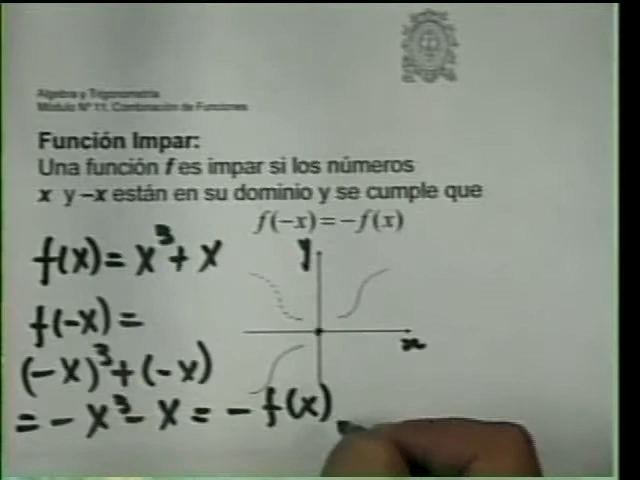 Algebra y Trigonometría
Módulo Nº 11. Combinación de Funciones
Función Impar:
Una función f es impar si los números
x y –x están en su dominio y se cumple que
f(−x)=−f(x)
f(x)= x³+ x
y
f(-x)=
x
(-x)³+(-x)
= - x³- x = - f(x)